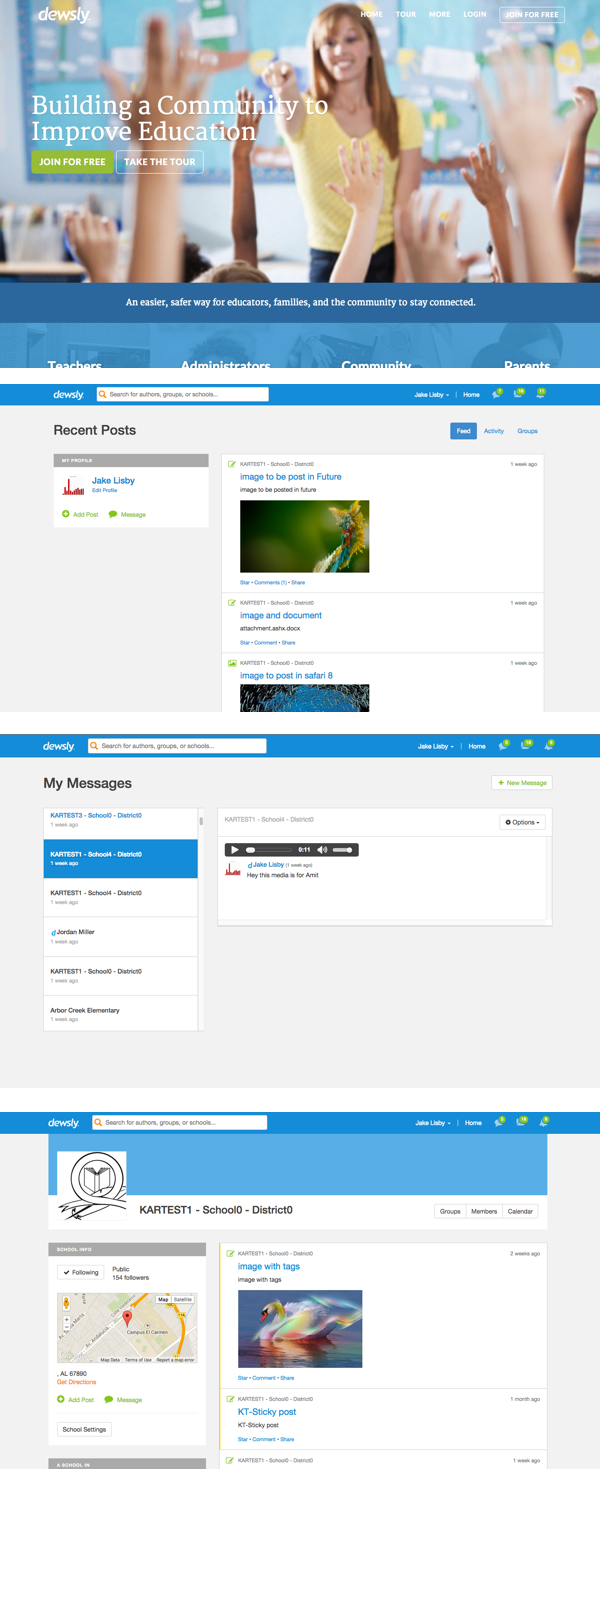 dewsly.
HOME TOUR MORE LOGIN JOIN FOR FREE
Building a Community to
Improve Education
JOIN FOR FREE TAKE THE TOUR
An easier, safer way for educators, families, and the community to stay connected.
Teachers Administrators Community Parents
dewsly. Search for authors, groups, or schools... Jake Lisby | Home
Recent Posts
Feed Activity Groups
MY PROFILE
Jake Lisby
Edit Profile
Add Post Message
KARTEST1 - School0 - District0 1 week ago
image to be post in Future
image to be posted in future
Star • Comments (1) • Share
KARTEST1 - School0 - District0 1 week ago
image and document
attachment.ashx.docx
Star • Comment • Share
KARTEST1 - School0 - District0 1 week ago
image to post in safari 8
dewsly. Search for authors, groups, or schools... Jake Lisby | Home
My Messages
+ New Message
KARTEST3 - School0 - District0
1 week ago
KARTEST1 - School4 - District0
1 week ago
KARTEST1 - School4 - District0
1 week ago
d Jordan Miller
1 week ago
KARTEST1 - School0 - District0
1 week ago
Arbor Creek Elementary
1 week ago
KARTEST1 - School4 - District0
Options
0:11
d Jake Lisby (1 week ago)
Hey this media is for Amit
dewsly. Search for authors, groups, or schools... Jake Lisby | Home
KARTEST1 - School0 - District0
Groups Members Calendar
SCHOOL INFO
Following
Public
154 followers
Map Satellite
Campus El Carmen
Map Data Terms of Use Report a map error
, AL 67890
Get Directions
Add Post Message
School Settings
A SCHOOL IN
KARTEST1 - School0 - District0 2 weeks ago
image with tags
image with tags
Star • Comment • Share
KARTEST1 - School0 - District0 1 month ago
KT-Sticky post
KT-Sticky post
Star • Comment • Share
KARTEST1 - School0 - District0 1 week ago